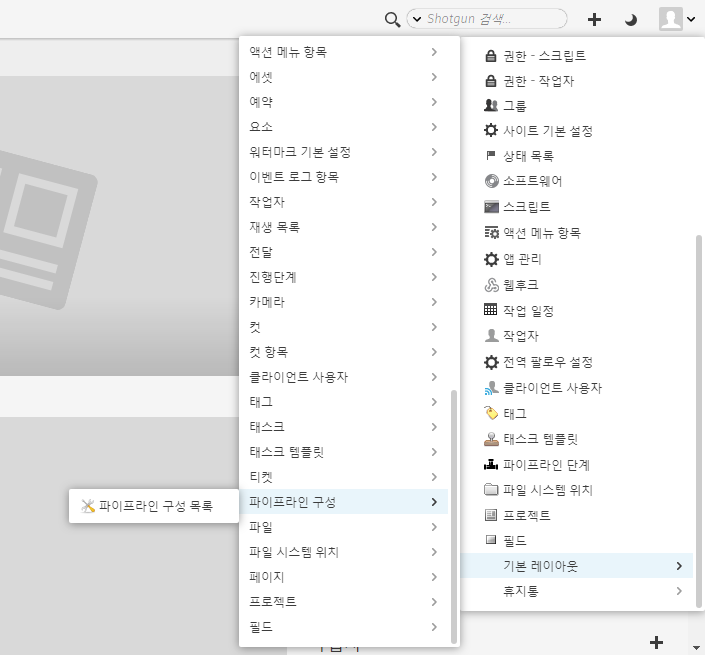 Shotgun 검색...
액션 메뉴 항목
에셋
예약
요소
워터마크 기본 설정
이벤트 로그 항목
작업자
재생 목록
전달
진행단계
카메라
컷
컷 항목
클라이언트 사용자
태그
태스크
태스크 템플릿
티켓
파이프라인 구성
파일
파일 시스템 위치
페이지
프로젝트
필드
파이프라인 구성 목록
권한 - 스크립트
권한 - 작업자
그룹
사이트 기본 설정
상태 목록
소프트웨어
스크립트
액션 메뉴 항목
앱 관리
웹후크
작업 일정
작업자
전역 팔로우 설정
클라이언트 사용자
태그
태스크 템플릿
파이프라인 단계
파일 시스템 위치
프로젝트
필드
기본 레이아웃
휴지통